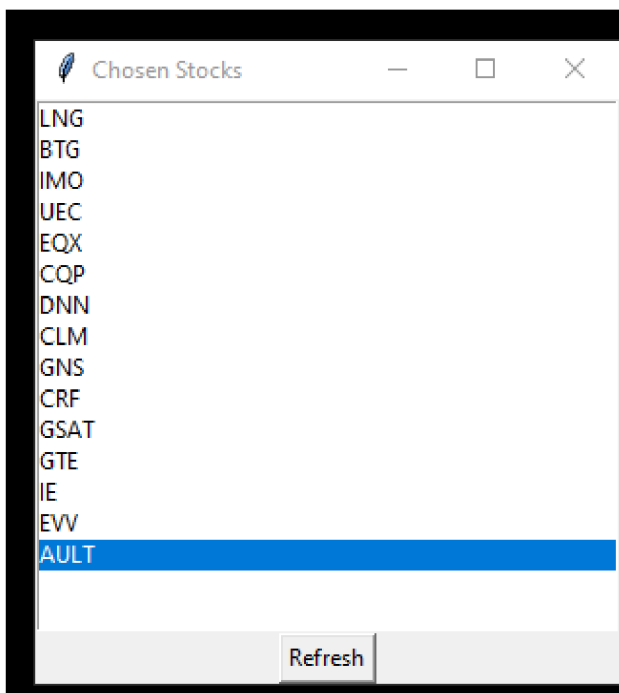 Chosen Stocks
LNG
BTG
IMO
UEC
EQX
CQP
DNN
CLM
GNS
CRF
GSAT
GTE
IE
EVV
AULT
Refresh